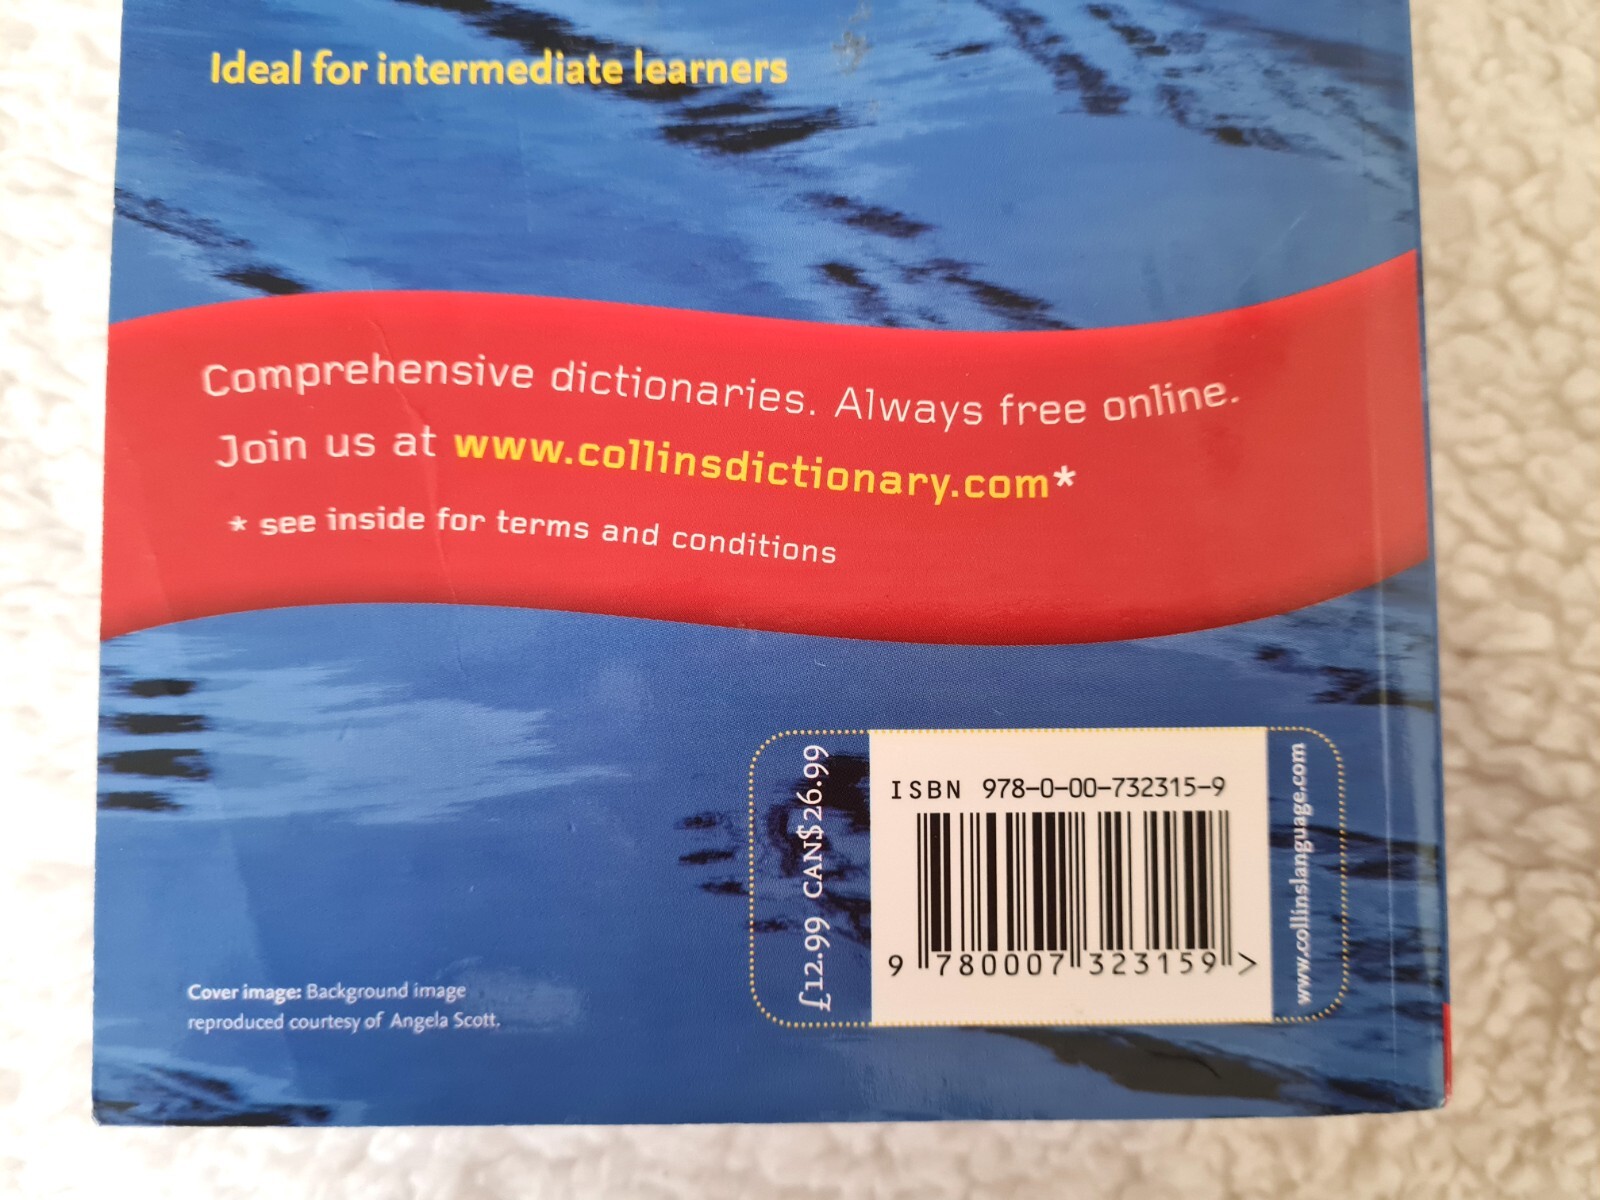 Ideal for intermediate learners
Comprehensive dictionaries. Always free online.
Join us at www.collinsdictionary.com*
* see inside for terms and conditions
£12.99 CAN$26.99
ISBN 978-0-00-732315-9
9 780007 323159 >
www.collinslanguage.com
Cover image: Background image
reproduced courtesy of Angela Scott.